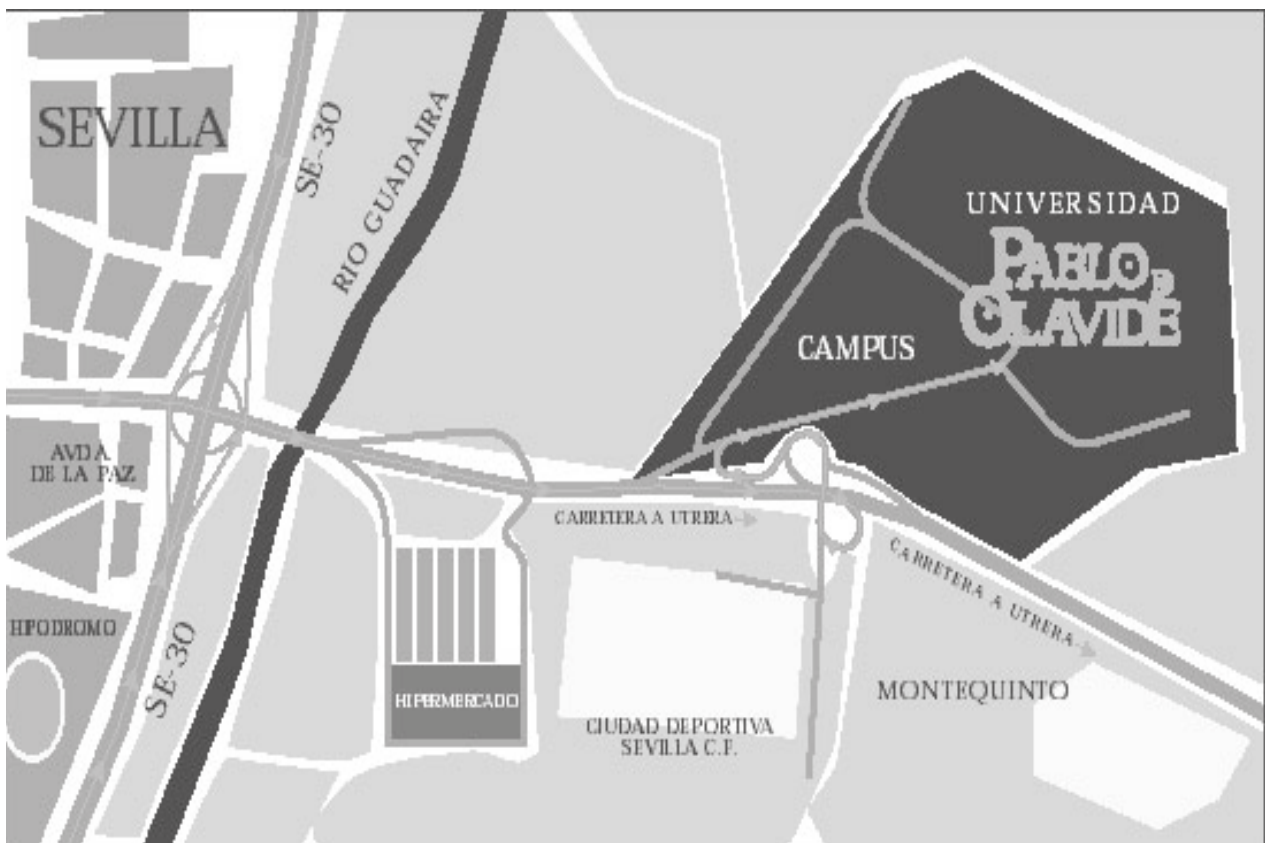 SEVILLA
SE-30
RIO GUADAIRA
UNIVERSIDAD
PABLO DE
OLAVIDE
CAMPUS
AVDA.
DE LA PAZ
CARRETERA A UTRERA
CARRETERA A UTRERA
HIPODROMO
SE-30
HIPERMERCADO
MONTEQUINTO
CIUDAD DEPORTIVA
SEVILLA C.F.